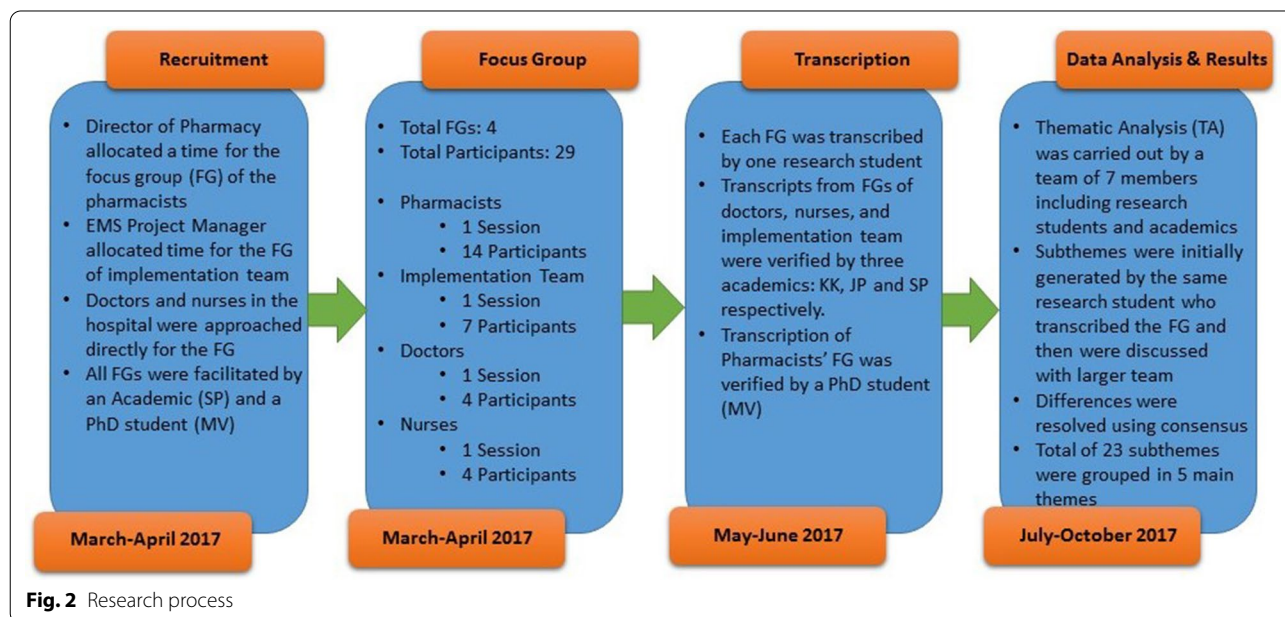 Recruitment
• Director of Pharmacy
allocated a time for the
focus group (FG) of the
pharmacists
• EMS Project Manager
allocated time for the FG
of implementation team
• Doctors and nurses in the
hospital were approached
directly for the FG
• All FGs were facilitated by
an Academic (SP) and a
PhD student (MV)
March-April 2017
Focus Group
• Total FGs: 4
• Total Participants: 29
• Pharmacists
• 1 Session
• 14 Participants
• Implementation Team
• 1 Session
• 7 Participants
• Doctors
• 1 Session
• 4 Participants
• Nurses
• 1 Session
• 4 Participants
March-April 2017
Transcription
• Each FG was transcribed
by one research student
• Transcripts from FGs of
doctors, nurses, and
implementation team
were verified by three
academics: KK, JP and SP
respectively.
• Transcription of
Pharmacists' FG was
verified by a PhD student
(MV)
May-June 2017
Data Analysis & Results
• Thematic Analysis (TA)
was carried out by a
team of 7 members
including research
students and academics
• Subthemes were initially
generated by the same
research student who
transcribed the FG and
then were discussed
with larger team
• Differences were
resolved using consensus
• Total of 23 subthemes
were grouped in 5 main
themes
July-October 2017
Fig. 2 Research process